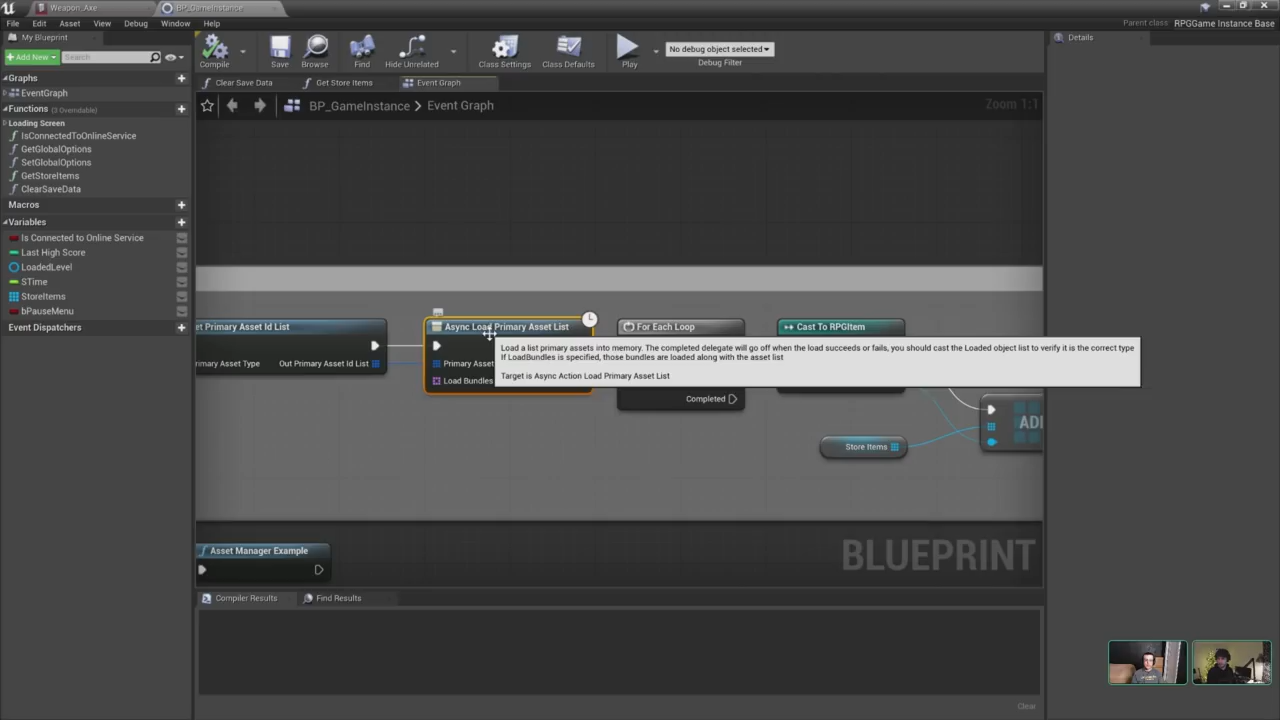 Weapon_Axe
BP_GameInstance
File
Edit
Asset
View
Debug
Window
Help
Parent class:
RPGGame Instance Base
My Blueprint
Add New
Search
Graphs
EventGraph
Functions (3 Overridable)
Loading Screen
IsConnectedToOnlineService
GetGlobalOptions
SetGlobalOptions
GetStoreItems
ClearSaveData
Macros
Variables
Is Connected to Online Service
Last High Score
LoadedLevel
STime
StoreItems
bPauseMenu
Event Dispatchers
Compile
Save
Browse
Find
Hide Unrelated
Class Settings
Class Defaults
Play
No debug object selected
Debug Filter
Clear Save Data
Get Store Items
Event Graph
BP_GameInstance > Event Graph
Zoom 1:1
et Primary Asset Id List
rimary Asset Type
Out Primary Asset Id List
Async Load Primary Asset List
Primary Asset
Load Bundles
For Each Loop
Completed
Cast To RPGItem
Load a list primary assets into memory. The completed delegate will go off when the load succeeds or fails, you should cast the Loaded object list to verify it is the correct type
If LoadBundles is specified, those bundles are loaded along with the asset list
Target is Async Action Load Primary Asset List
Store Items
ADD
Asset Manager Example
BLUEPRINT
Compiler Results
Find Results
Clear
Details